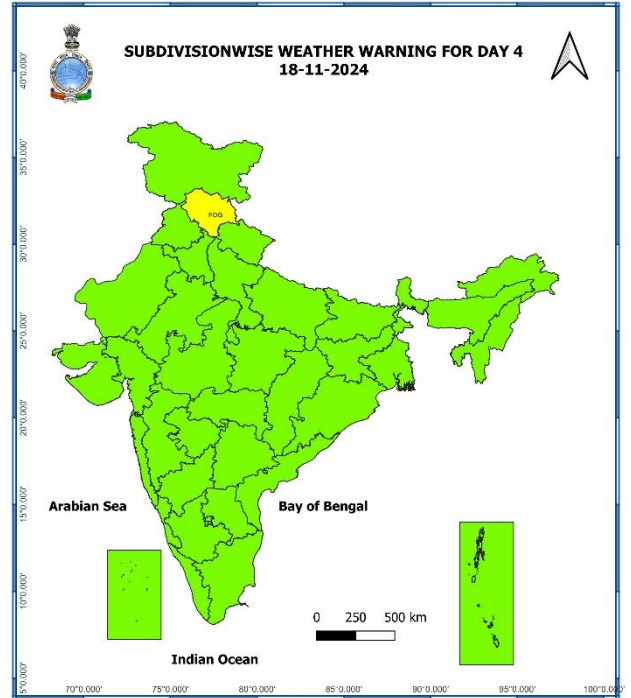 SUBDIVISIONWISE WEATHER WARNING FOR DAY 4
18-11-2024
40°0.000'
35°0.000'
30°0.000'
25°0.000'
20°0.000'
15°0.000'
10°0.000'
5°0.000'
FOG
Arabian Sea
Bay of Bengal
0 250 500 km
Indian Ocean
70°0.000' 75°0.000' 80°0.000' 85°0.000' 90°0.000' 95°0.000' 100°0.000'